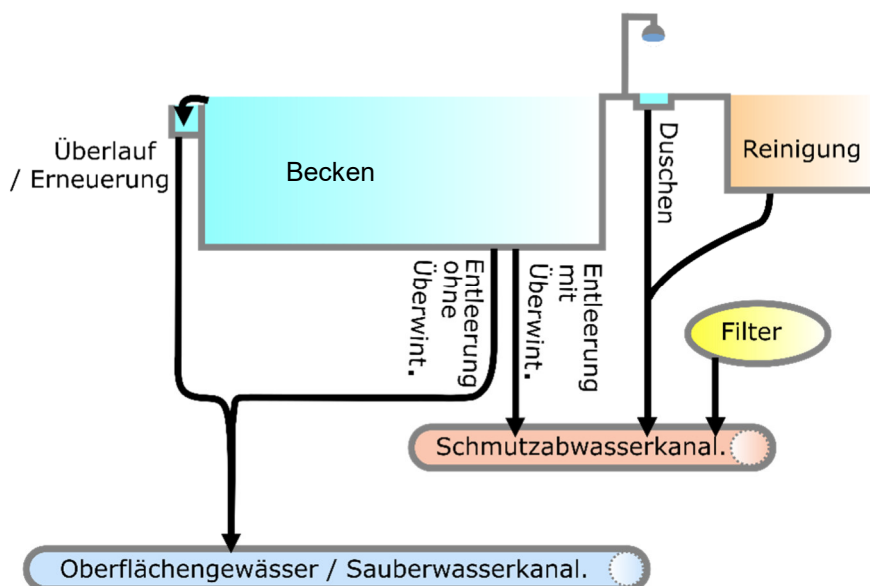 Überlauf
/ Erneuerung
Becken
Duschen
Reinigung
Entleerung
ohne
Überwint.
Entleerung
mit
Überwint.
Filter
Schmutzabwasserkanal.
Oberflächengewässer / Sauberwasserkanal.